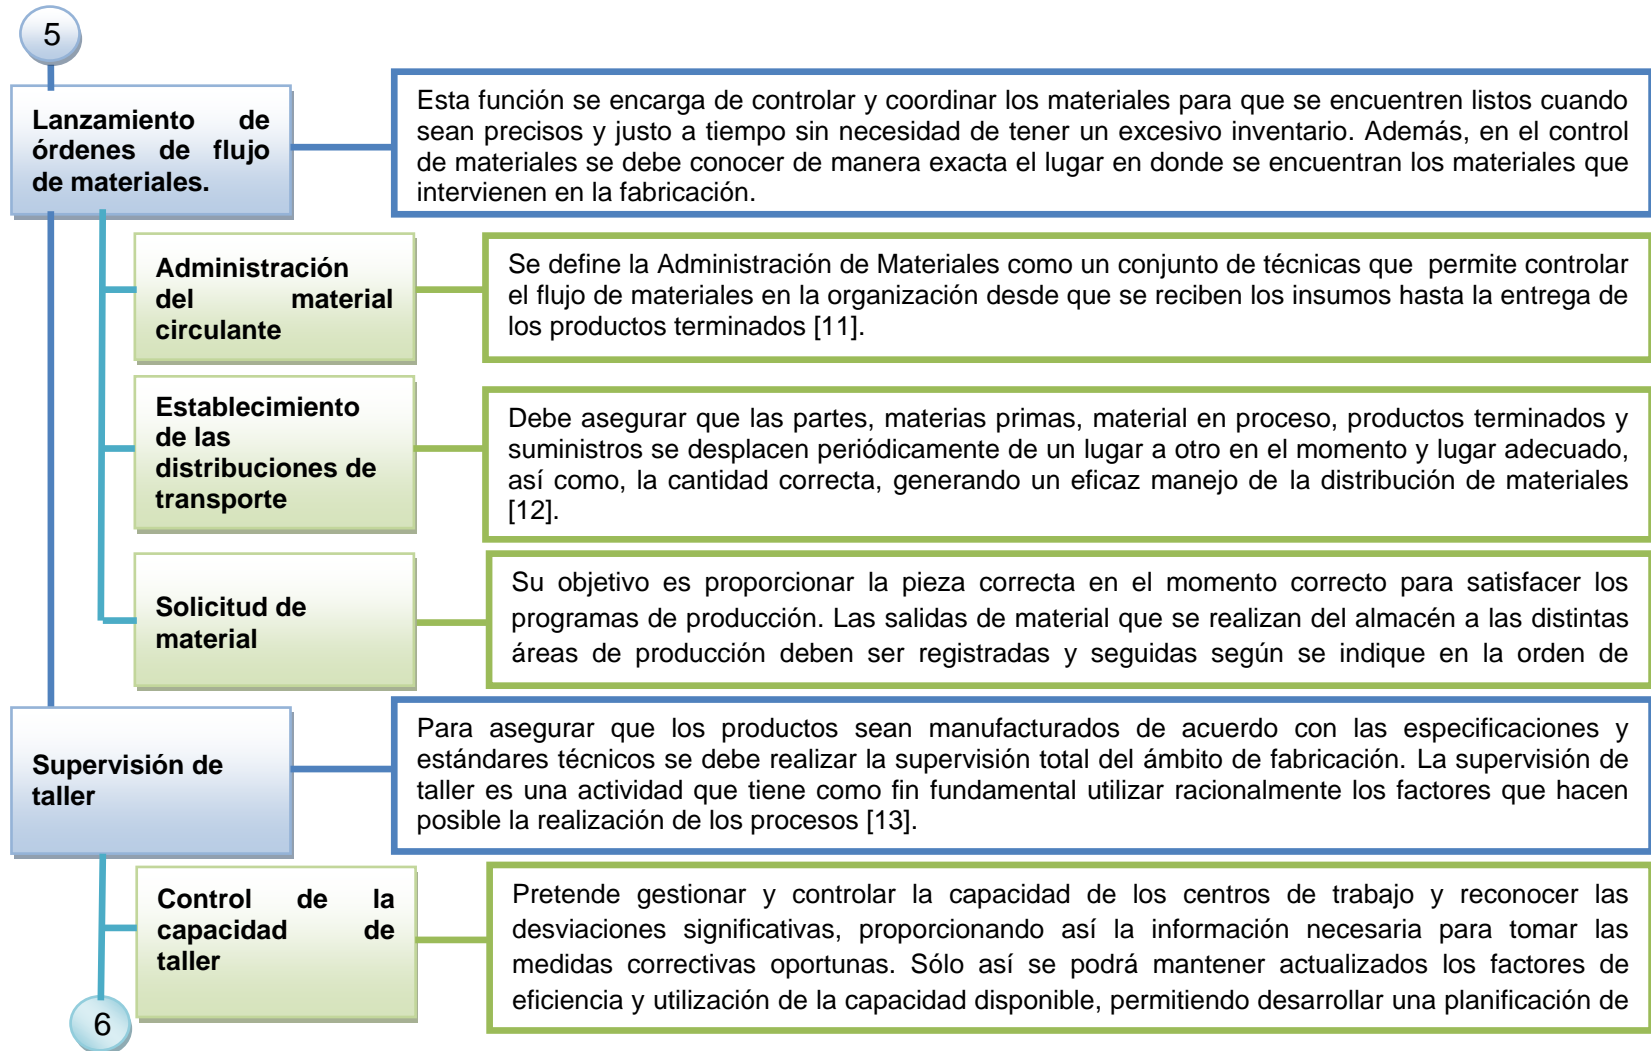 5
Lanzamiento de
órdenes de flujo
de materiales.
Esta función se encarga de controlar y coordinar los materiales para que se encuentren listos cuando
sean precisos y justo a tiempo sin necesidad de tener un excesivo inventario. Además, en el control
de materiales se debe conocer de manera exacta el lugar en donde se encuentran los materiales que
intervienen en la fabricación.
Administración
del material
circulante
Se define la Administración de Materiales como un conjunto de técnicas que permite controlar
el flujo de materiales en la organización desde que se reciben los insumos hasta la entrega de
los productos terminados [11].
Establecimiento
de las
distribuciones de
transporte
Debe asegurar que las partes, materias primas, material en proceso, productos terminados y
suministros se desplacen periódicamente de un lugar a otro en el momento y lugar adecuado,
así como, la cantidad correcta, generando un eficaz manejo de la distribución de materiales
[12].
Solicitud de
material
Su objetivo es proporcionar la pieza correcta en el momento correcto para satisfacer los
programas de producción. Las salidas de material que se realizan del almacén a las distintas
áreas de producción deben ser registradas y seguidas según se indique en la orden de
Supervisión de
taller
Para asegurar que los productos sean manufacturados de acuerdo con las especificaciones y
estándares técnicos se debe realizar la supervisión total del ámbito de fabricación. La supervisión de
taller es una actividad que tiene como fin fundamental utilizar racionalmente los factores que hacen
posible la realización de los procesos [13].
Control de la
capacidad de
taller
Pretende gestionar y controlar la capacidad de los centros de trabajo y reconocer las
desviaciones significativas, proporcionando así la información necesaria para tomar las
medidas correctivas oportunas. Sólo así se podrá mantener actualizados los factores de
eficiencia y utilización de la capacidad disponible, permitiendo desarrollar una planificación de
6